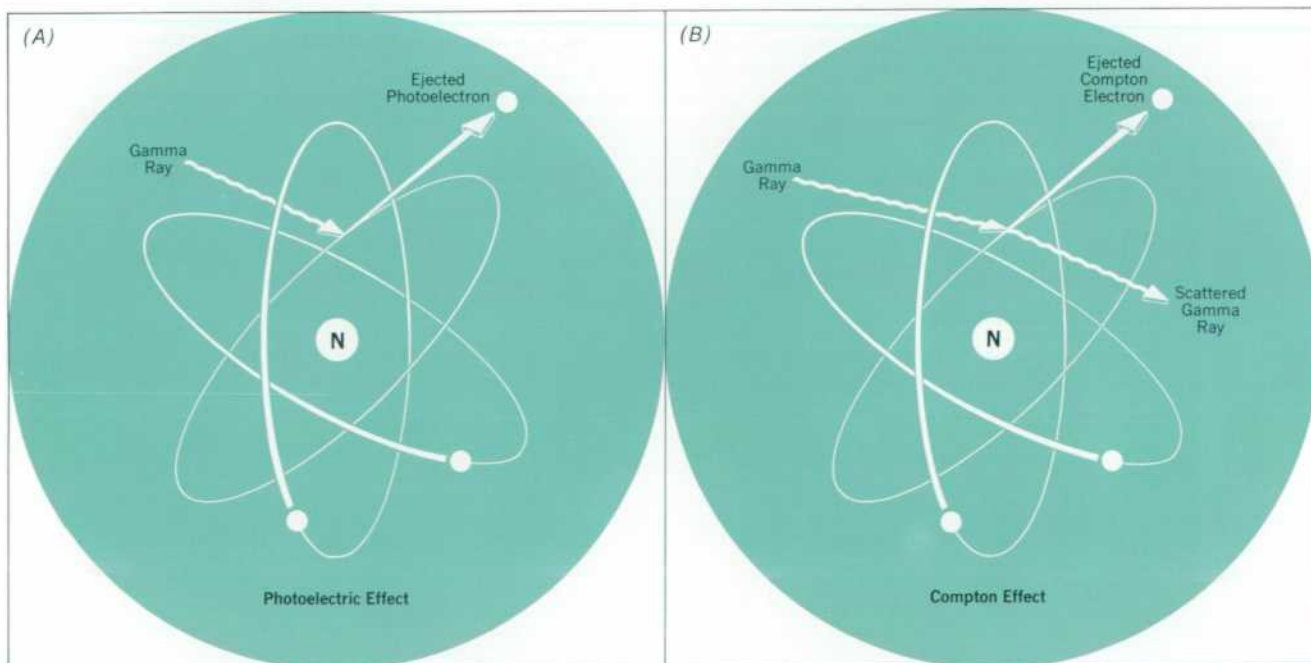 (A)
Ejected
Photoelectron
Gamma
Ray
N
Photoelectric Effect
(B)
Ejected
Compton
Electron
Gamma
Ray
Scattered
Gamma
Ray
N
Compton Effect